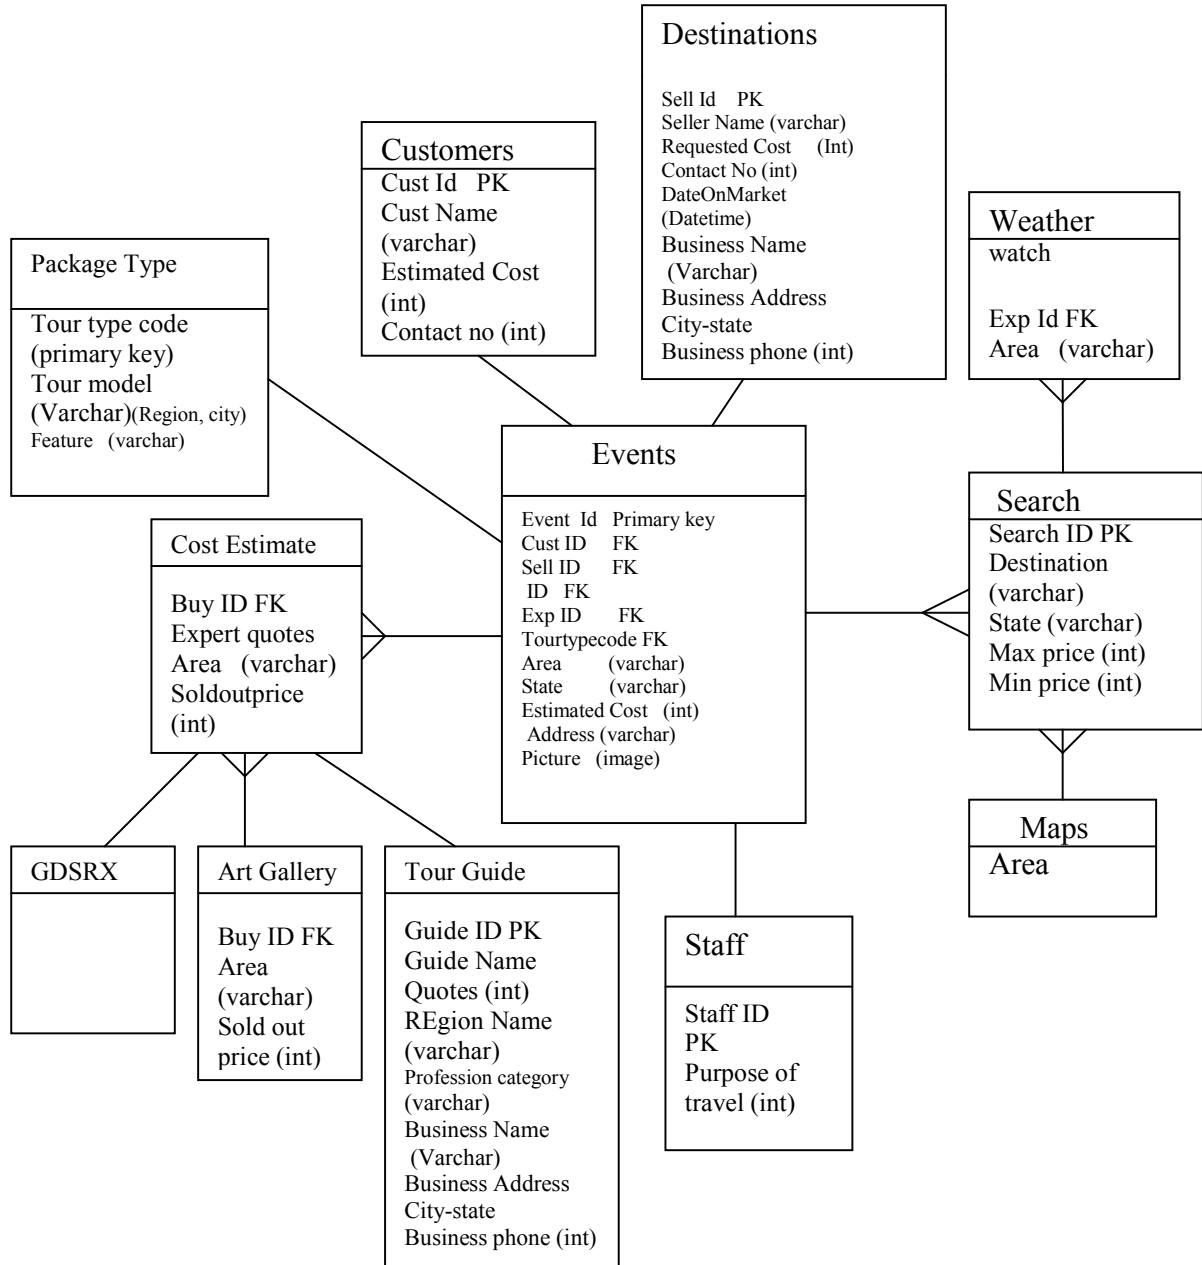 Destinations
Sell Id PK
Seller Name (varchar)
Requested Cost (Int)
Contact No (int)
DateOnMarket
(Datetime)
Business Name
(Varchar)
Business Address
City-state
Business phone (int)
Customers
Cust Id PK
Cust Name
(varchar)
Estimated Cost
(int)
Contact no (int)
Weather
watch
Exp Id FK
Area (varchar)
Package Type
Tour type code
(primary key)
Tour model
(Varchar)(Region, city)
Feature (varchar)
Events
Event Id Primary key
Cust ID FK
Sell ID FK
ID FK
Exp ID FK
Tourtypecode FK
Area (varchar)
State (varchar)
Estimated Cost (int)
Address (varchar)
Picture (image)
Search
Search ID PK
Destination
(varchar)
State (varchar)
Max price (int)
Min price (int)
Cost Estimate
Buy ID FK
Expert quotes
Area (varchar)
Soldoutprice
(int)
Maps
Area
GDSRX
Art Gallery
Buy ID FK
Area
(varchar)
Sold out
price (int)
Tour Guide
Guide ID PK
Guide Name
Quotes (int)
REgion Name
(varchar)
Profession category
(varchar)
Business Name
(Varchar)
Business Address
City-state
Business phone (int)
Staff
Staff ID
PK
Purpose of
travel (int)